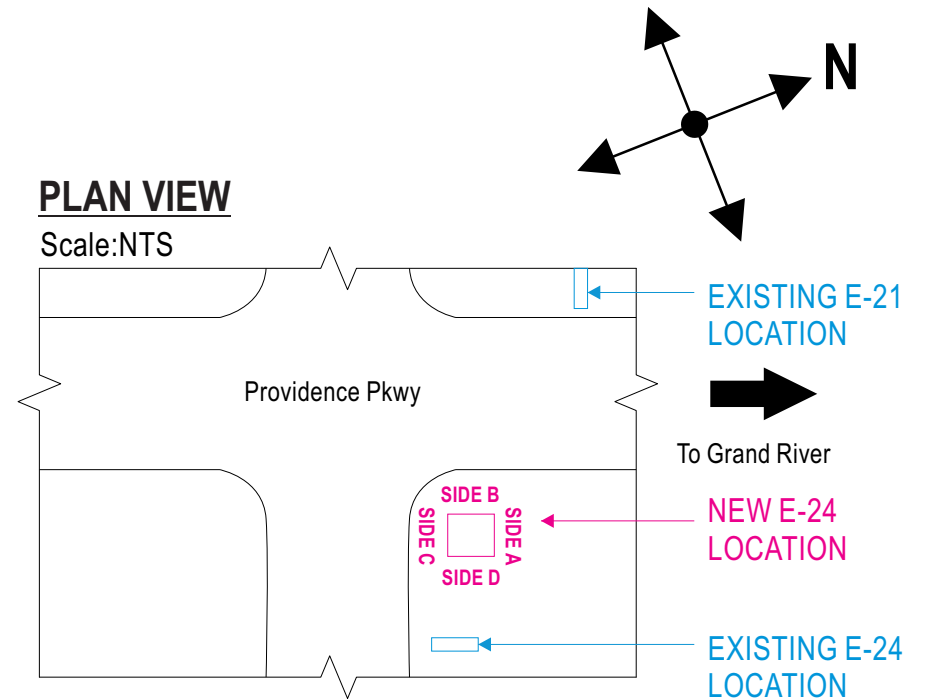 N
PLAN VIEW
Scale:NTS
EXISTING E-21
LOCATION
Providence Pkwy
To Grand River
SIDE B
SIDE C
SIDE A
SIDE D
NEW E-24
LOCATION
EXISTING E-24
LOCATION